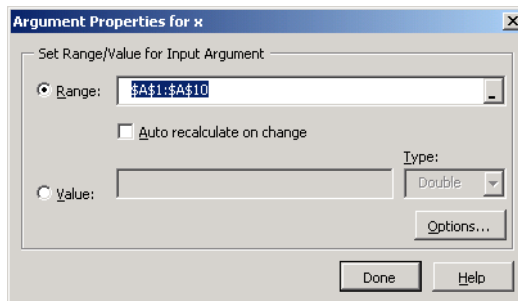 Argument Properties for x
Set Range/Value for Input Argument
Range: $A$1:$A$10
Auto recalculate on change
Type:
Value: Double
Options...
Done Help